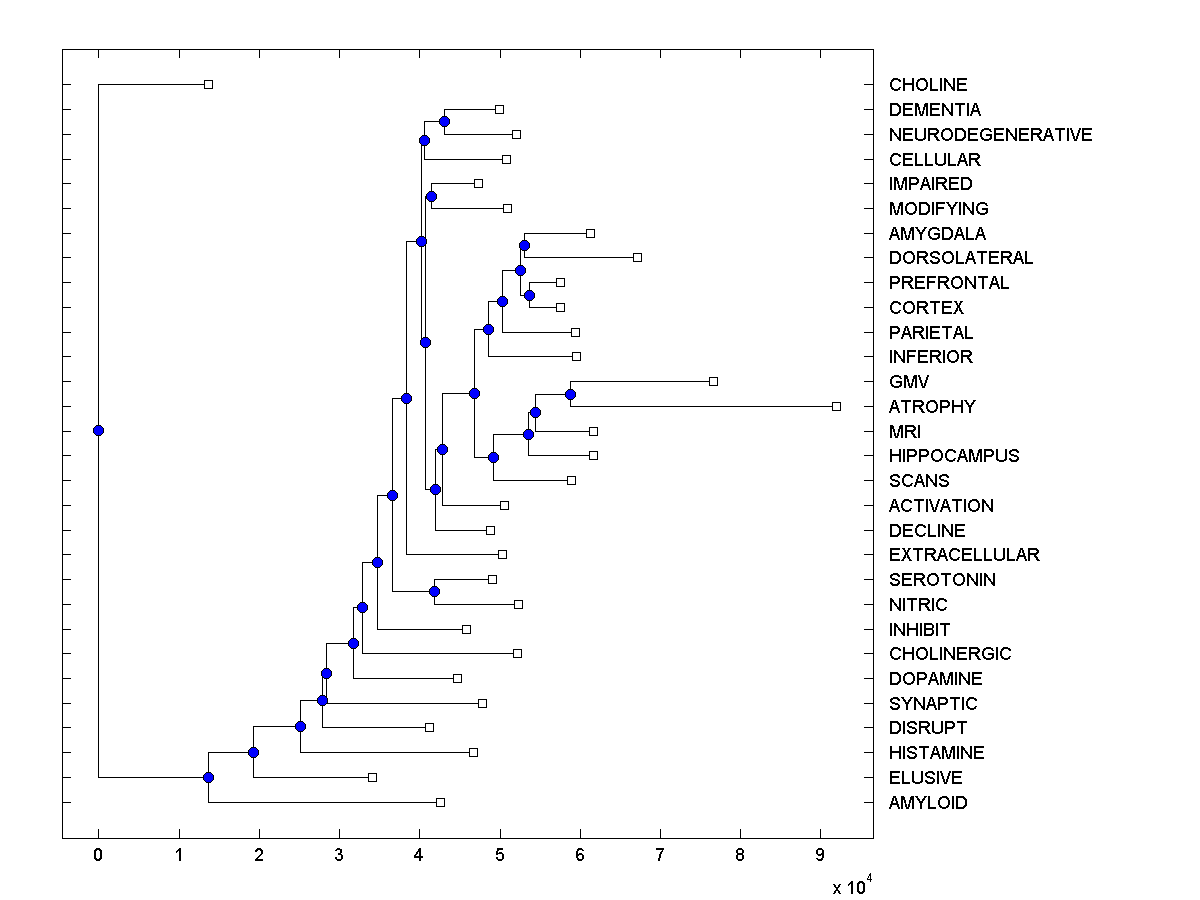 CHOLINE
DEMENTIA
NEURODEGENERATIVE
CELLULAR
IMPAIRED
MODIFYING
AMYGDALA
DORSOLATERAL
PREFRONTAL
CORTEX
PARIETAL
INFERIOR
GMV
ATROPHY
MRI
HIPPOCAMPUS
SCANS
ACTIVATION
DECLINE
EXTRACELLULAR
SEROTONIN
NITRIC
INHIBIT
CHOLINERGIC
DOPAMINE
SYNAPTIC
DISRUPT
HISTAMINE
ELUSIVE
AMYLOID
0 1 2 3 4 5 6 7 8 9
x 10^4